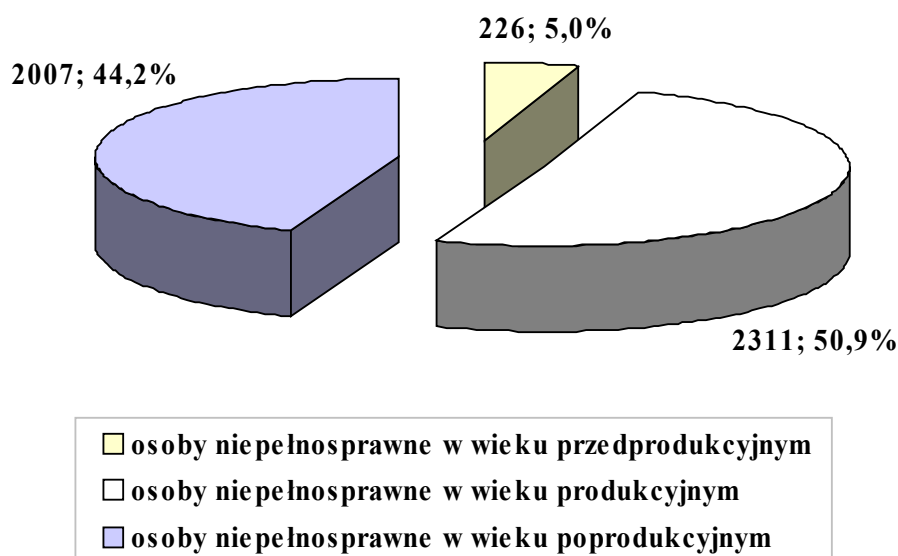 226; 5,0%
2007; 44,2%
2311; 50,9%
osoby niepełnosprawne w wieku przedprodukcyjnym
osoby niepełnosprawne w wieku produkcyjnym
osoby niepełnosprawne w wieku poprodukcyjnym